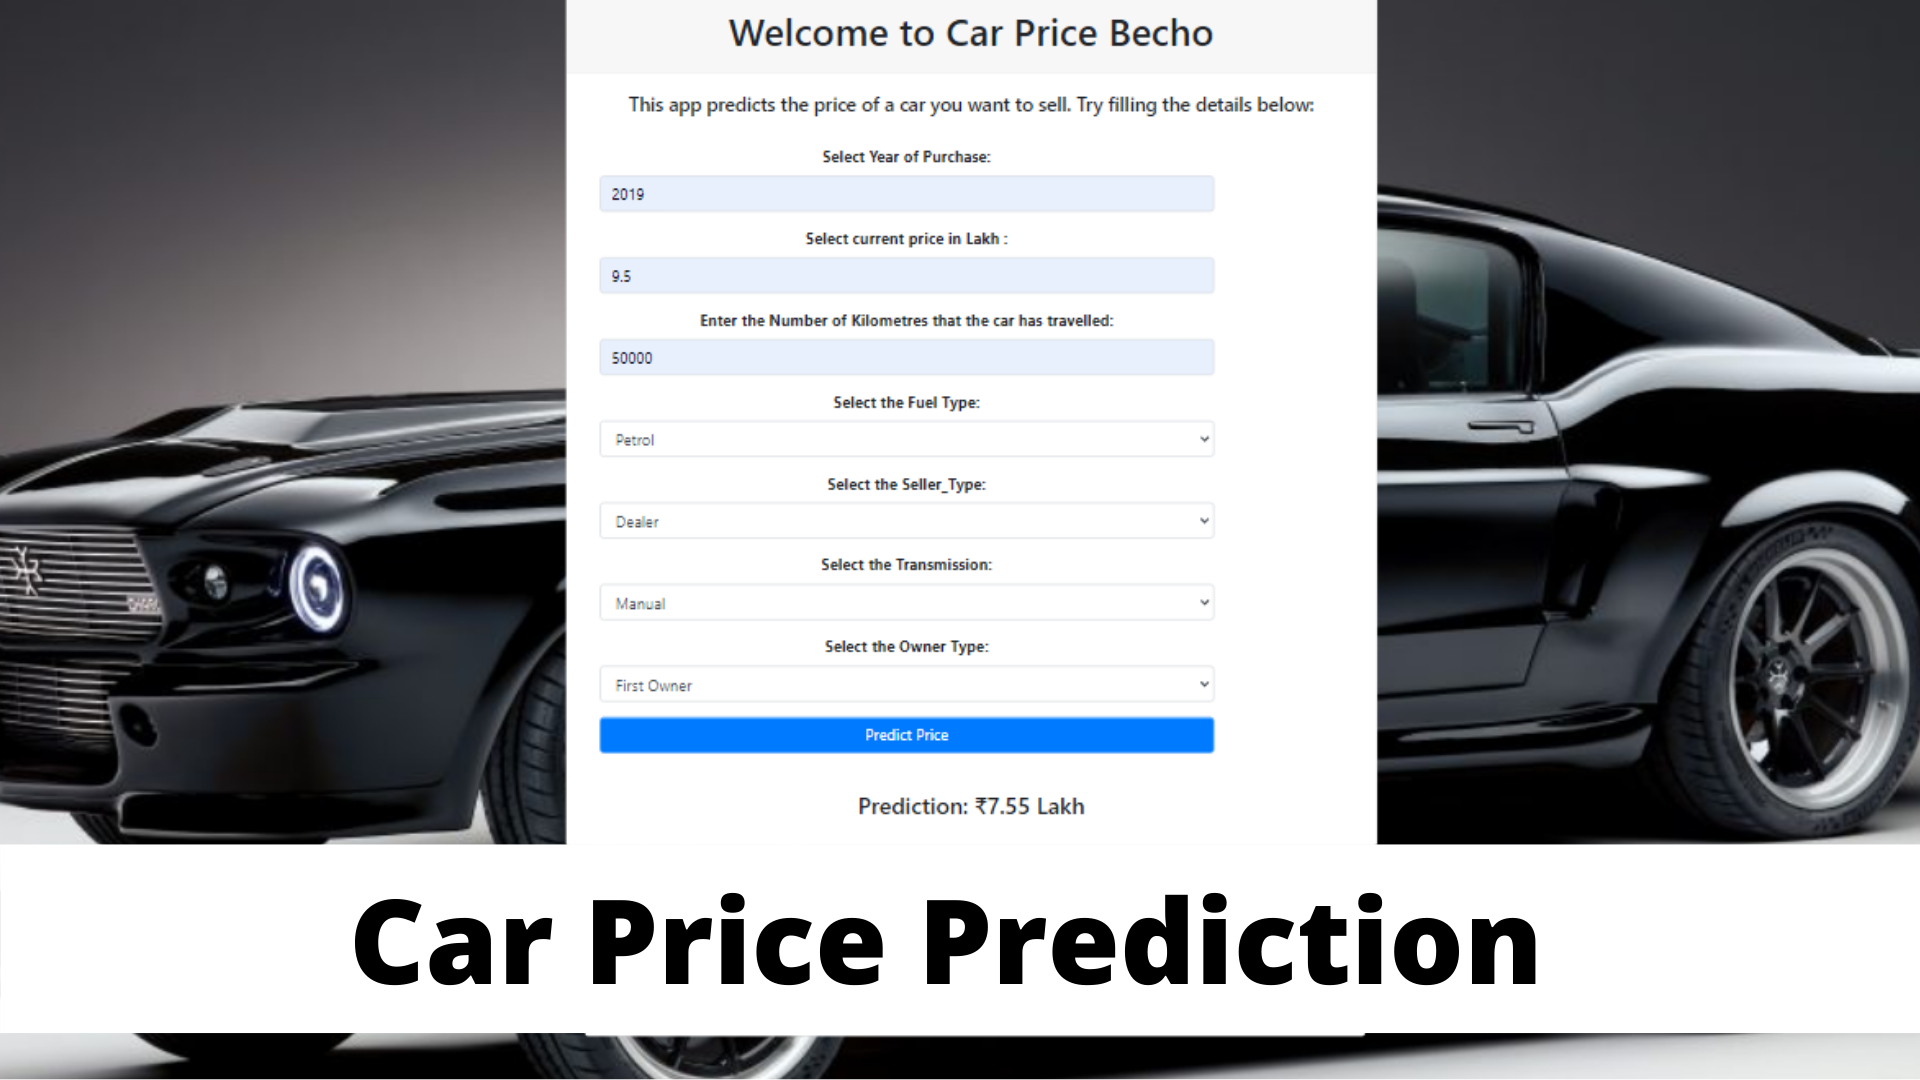 Welcome to Car Price Becho
This app predicts the price of a car you want to sell. Try filling the details below:
Select Year of Purchase:
2019
Select current price in Lakh :
9.5
Enter the Number of Kilometres that the car has travelled:
50000
Select the Fuel Type:
Petrol
Select the Seller_Type:
Dealer
Select the Transmission:
Manual
Select the Owner Type:
First Owner
Predict Price
Prediction: ₹7.55 Lakh
Car Price Prediction